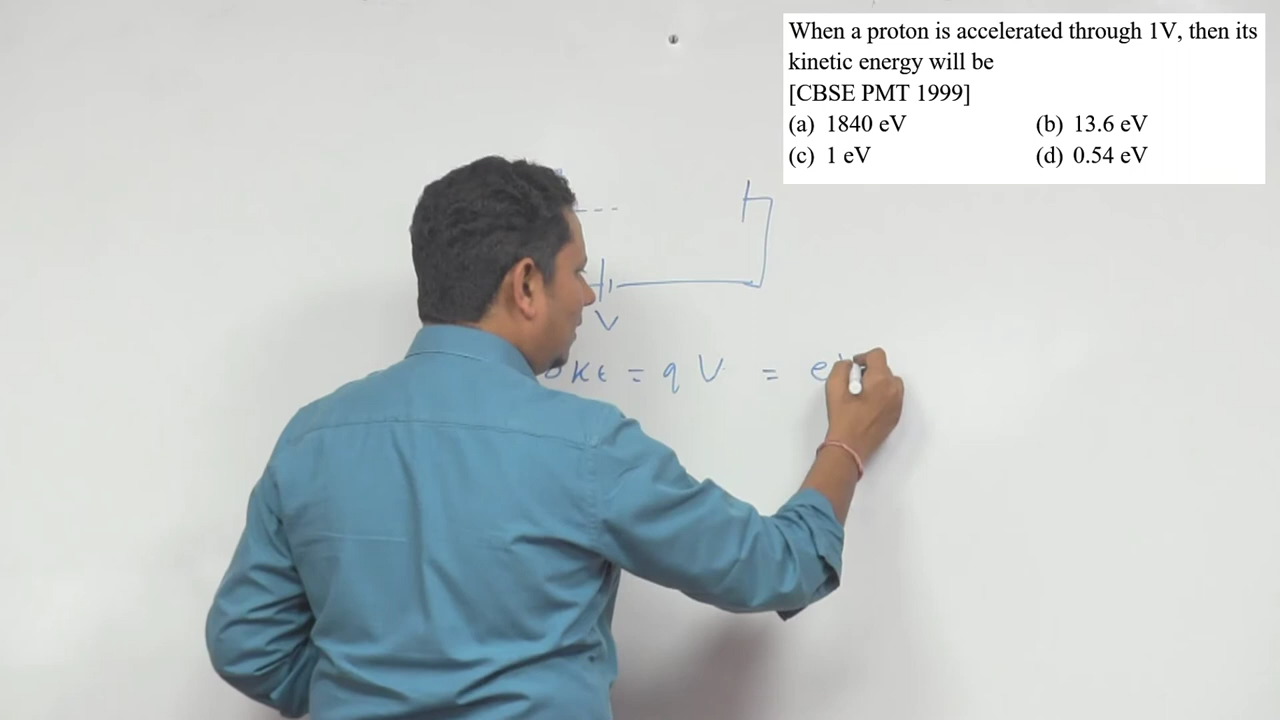 When a proton is accelerated through 1V, then its
kinetic energy will be
[CBSE PMT 1999]
(a) 1840 eV (b) 13.6 eV
(c) 1 eV (d) 0.54 eV
V
KE = q V =